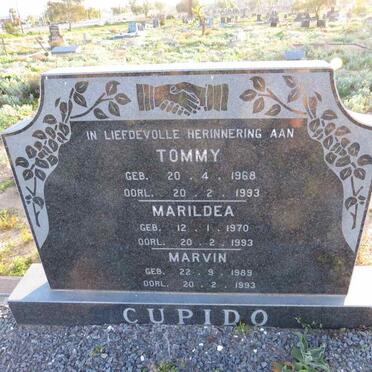 IN LIEFDEVOLLE HERINNERING AAN
TOMMY
GEB. 20 · 4 · 1968
OORL. 20 · 2 · 1993
MARILDEA
GEB. 12 · 1 · 1970
OORL. 20 · 2 · 1993
MARVIN
GEB. 22 · 9 · 1989
OORL. 20 · 2 · 1993
CUPIDO